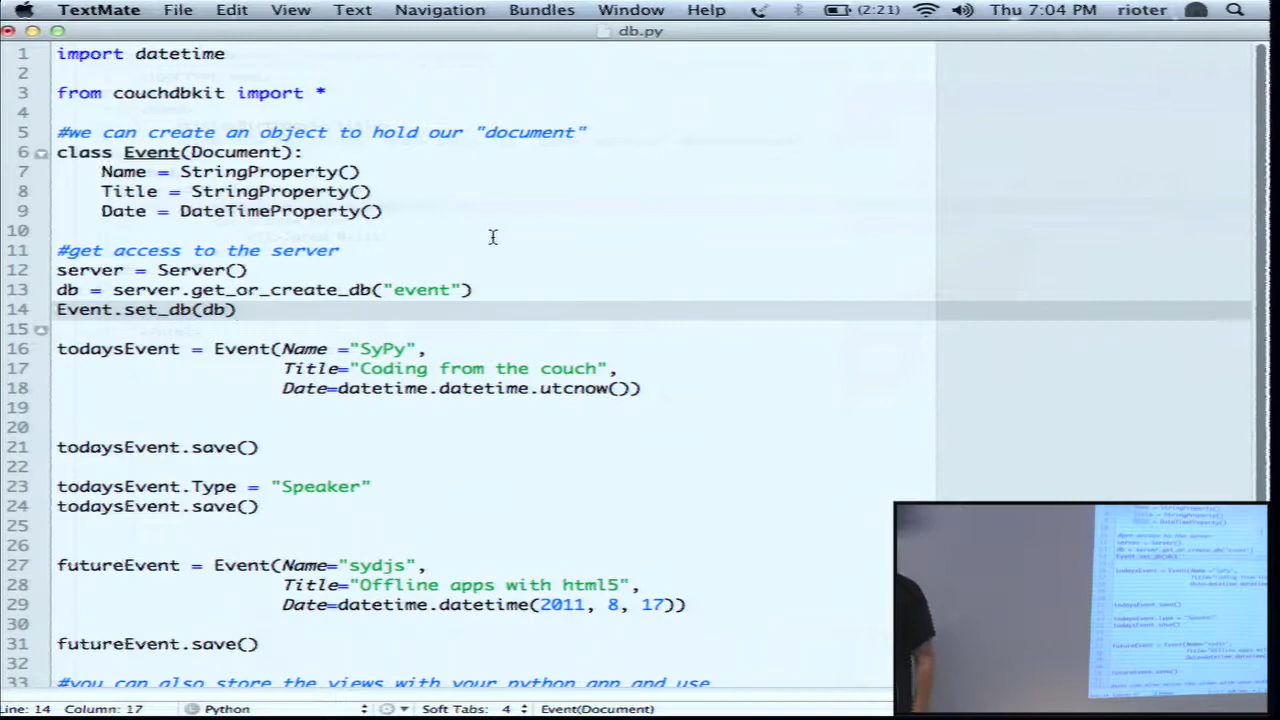 TextMate File Edit View Text Navigation Bundles Window Help (2:21) Thu 7:04 PM rioter
db.py
1 import datetime
2
3 from couchdbkit import *
4
5 #we can create an object to hold our "document"
6 class Event(Document):
7 Name = StringProperty()
8 Title = StringProperty()
9 Date = DateTimeProperty()
10
11 #get access to the server
12 server = Server()
13 db = server.get_or_create_db("event")
14 Event.set_db(db)
15
16 todaysEvent = Event(Name ="SyPy",
17 Title="Coding from the couch",
18 Date=datetime.datetime.utcnow())
19
20
21 todaysEvent.save()
22
23 todaysEvent.Type = "Speaker"
24 todaysEvent.save()
25
26
27 futureEvent = Event(Name="sydjs",
28 Title="Offline apps with html5",
29 Date=datetime.datetime(2011, 8, 17))
30
31 futureEvent.save()
32
33 #you can also store the views with your python app and use
Line: 14 Column: 17 Python Soft Tabs: 4 Event(Document)